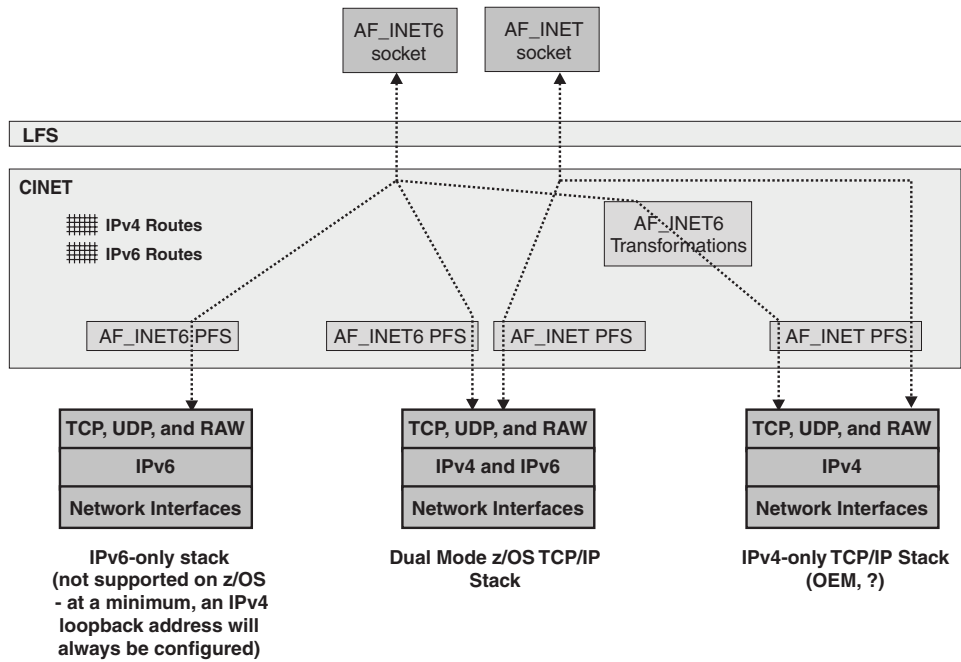 AF_INET6
socket
AF_INET
socket
LFS
CINET
IPv4 Routes
IPv6 Routes
AF_INET6
Transformations
AF_INET6 PFS
AF_INET6 PFS
AF_INET PFS
AF_INET PFS
TCP, UDP, and RAW
IPv6
Network Interfaces
TCP, UDP, and RAW
IPv4 and IPv6
Network Interfaces
TCP, UDP, and RAW
IPv4
Network Interfaces
IPv6-only stack
(not supported on z/OS
- at a minimum, an IPv4
loopback address will
always be configured)
Dual Mode z/OS TCP/IP
Stack
IPv4-only TCP/IP Stack
(OEM, ?)